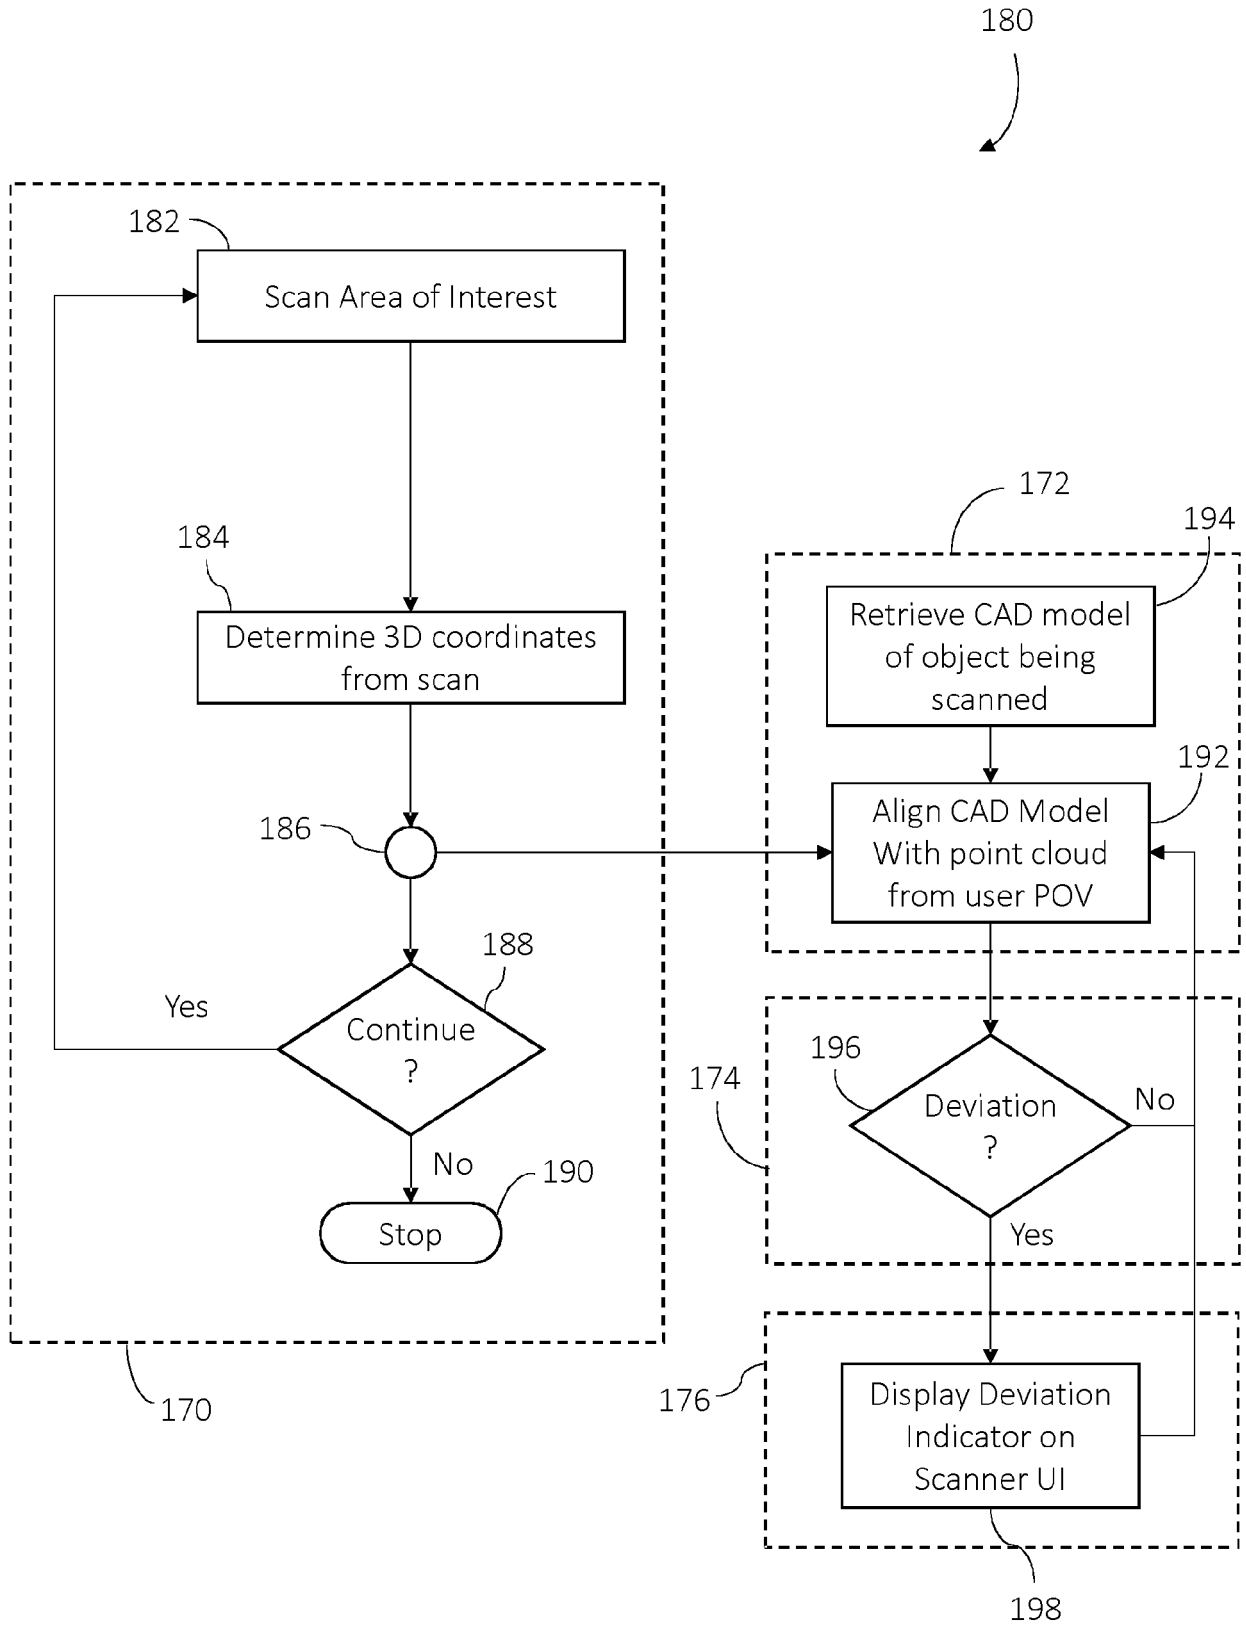 180
182
Scan Area of Interest
172
194
184
Determine 3D coordinates
from scan
Retrieve CAD model
of object being
scanned
192
186
Align CAD Model
With point cloud
from user POV
188
Yes
Continue
?
196
174
Deviation
?
No
No
190
Stop
Yes
176
170
Display Deviation
Indicator on
Scanner UI
198